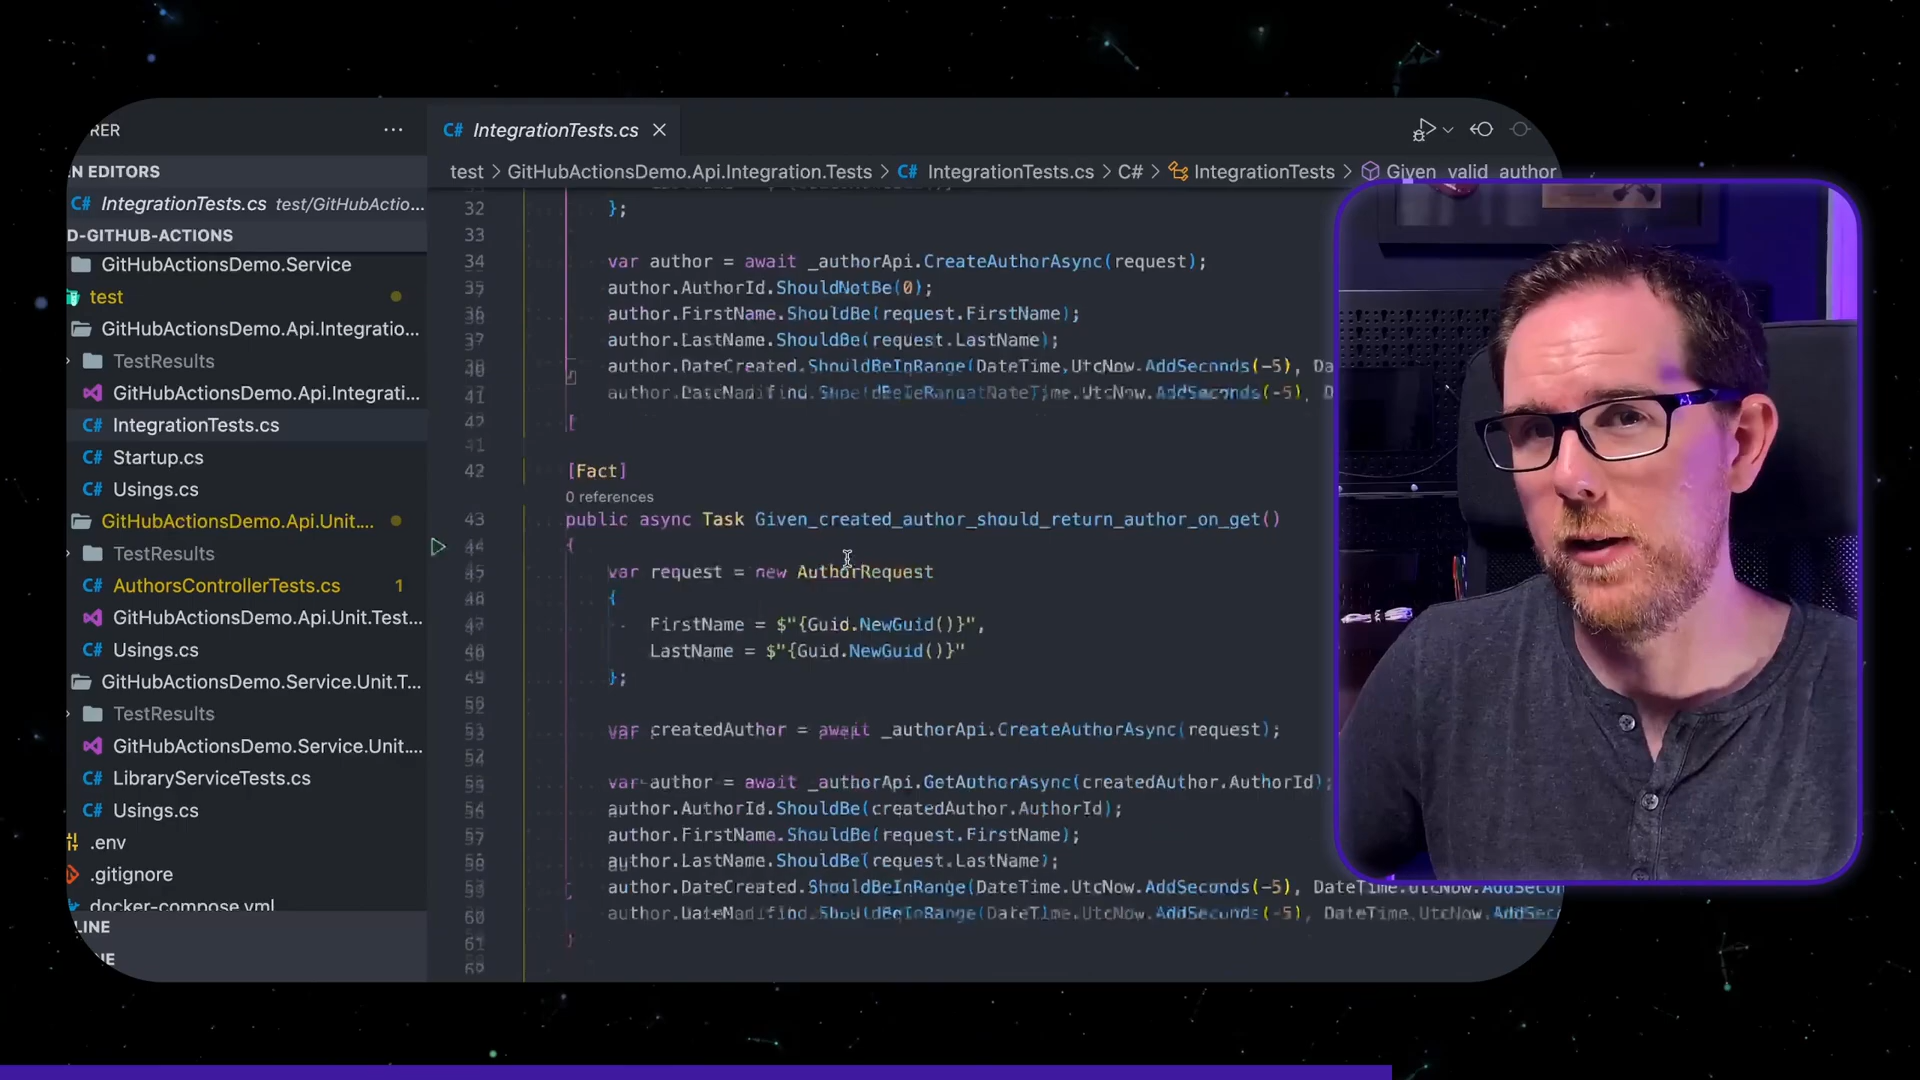 RER
N EDITORS
IntegrationTests.cs test/GitHubActio...
D-GITHUB-ACTIONS
GitHubActionsDemo.Service
test
GitHubActionsDemo.Api.Integratio...
TestResults
GitHubActionsDemo.Api.Integrati...
C# IntegrationTests.cs
C# Startup.cs
C# Usings.cs
GitHubActionsDemo.Api.Unit....
TestResults
C# AuthorsControllerTests.cs 1
GitHubActionsDemo.Api.Unit.Test...
C# Usings.cs
GitHubActionsDemo.Service.Unit.T...
TestResults
GitHubActionsDemo.Service.Unit....
C# LibraryServiceTests.cs
C# Usings.cs
.env
.gitignore
docker-compose.yml
LINE
NE
C# IntegrationTests.cs
test > GitHubActionsDemo.Api.Integration.Tests > C# IntegrationTests.cs > C# > IntegrationTests > Given_valid_author
32 };
33
34 var author = await _authorApi.CreateAuthorAsync(request);
35 author.AuthorId.ShouldNotBe(0);
author.FirstName.ShouldBe(request.FirstName);
author.LastName.ShouldBe(request.LastName);
author.DateCreated.ShouldBeInRange(DateTime.UtcNow.AddSeconds(-5), D
42 [Fact]
0 references
43 public async Task Given_created_author_should_return_author_on_get()
{
45 var request = new AuthorRequest
{
FirstName = $"{Guid.NewGuid()}",
LastName = $"{Guid.NewGuid()}"
};
var createdAuthor = await _authorApi.CreateAuthorAsync(request);
var author = await _authorApi.GetAuthorAsync(createdAuthor.AuthorId);
author.AuthorId.ShouldBe(createdAuthor.AuthorId);
author.FirstName.ShouldBe(request.FirstName);
author.LastName.ShouldBe(request.LastName);
author.DateCreated.ShouldBeInRange(DateTime.UtcNow.AddSeconds(-5), DateTime.UtcNow.AddSecon
}